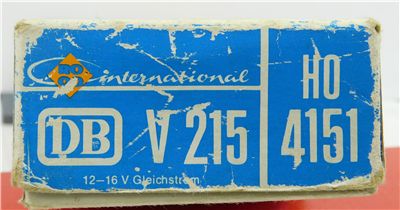 international
HO
DB V 215
4151
12-16 V Gleichstrom